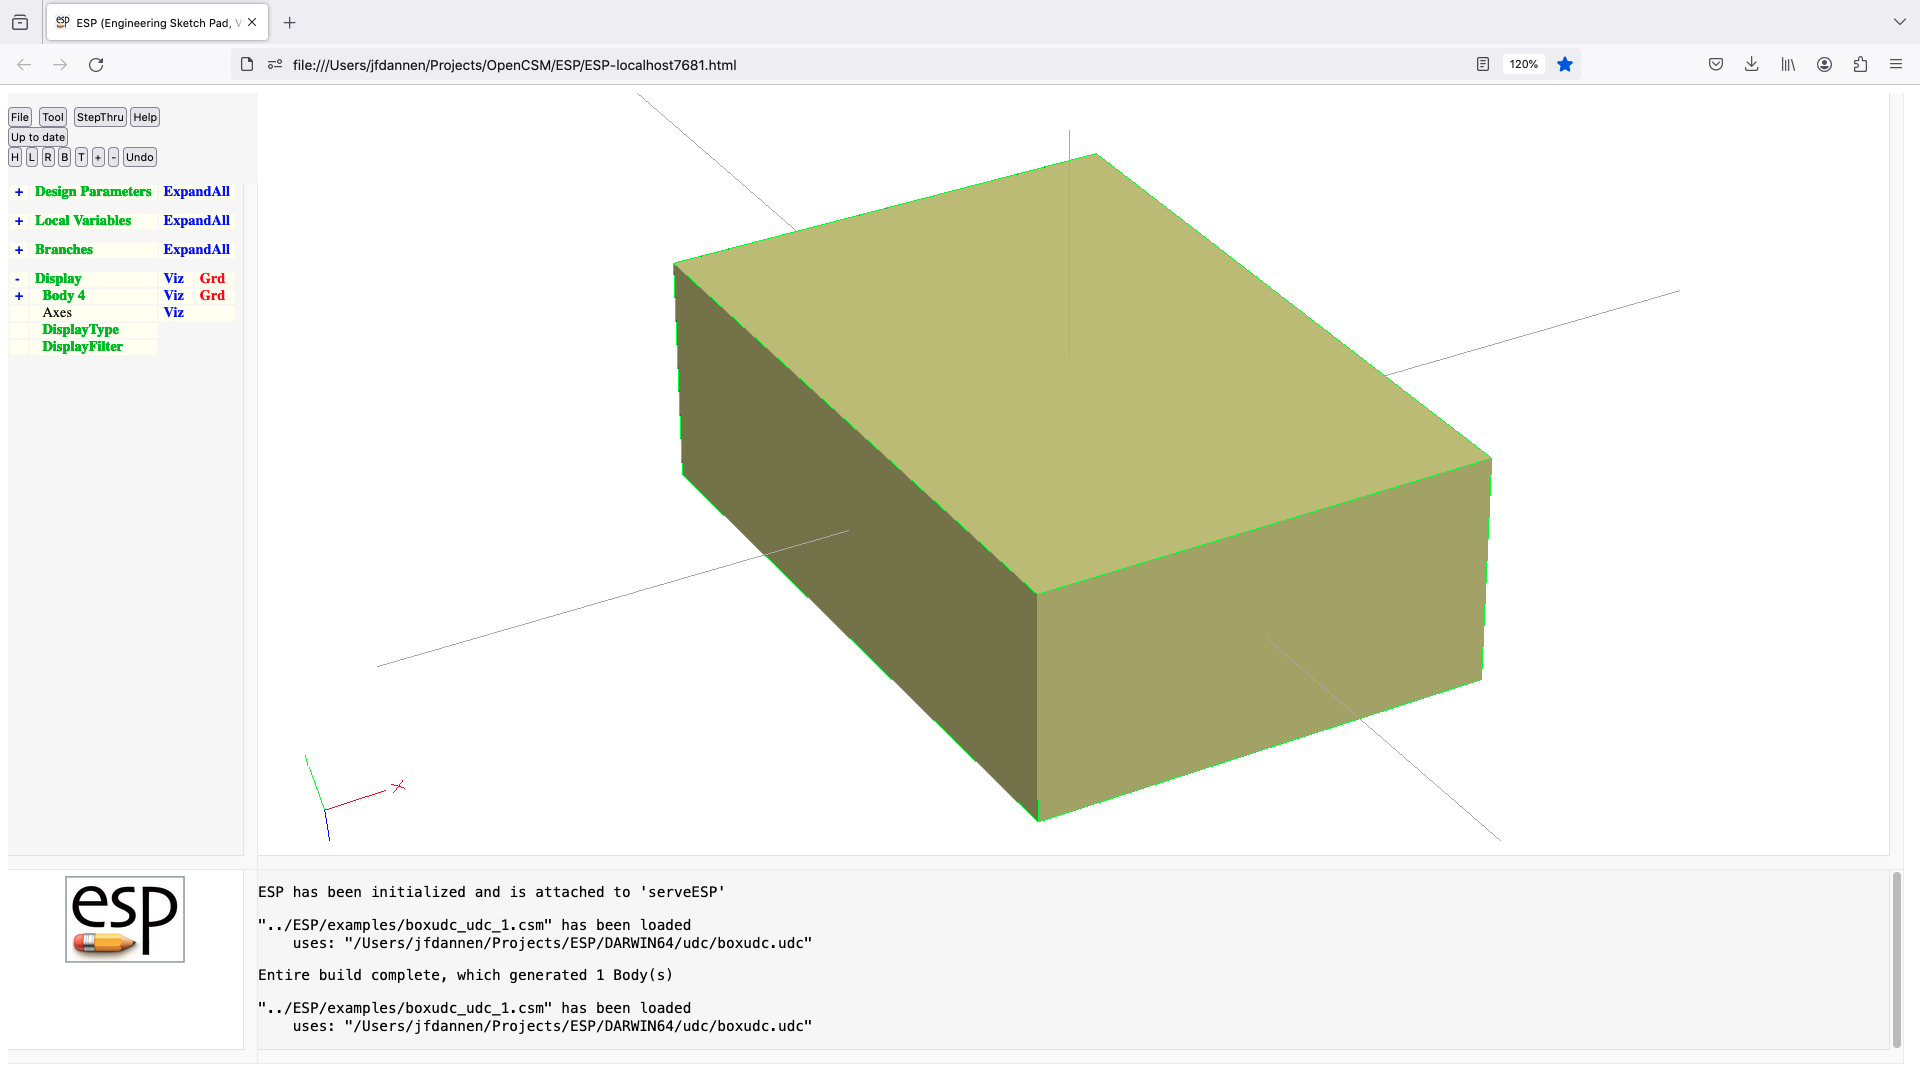 ESP (Engineering Sketch Pad, V
file:///Users/jfdannen/Projects/OpenCSM/ESP/ESP-localhost7681.html
120%
File Tool StepThru Help
Up to date
H L R B T + - Undo
+ Design Parameters ExpandAll
+ Local Variables ExpandAll
+ Branches ExpandAll
- Display Viz Grd
+ Body 4 Viz Grd
Axes Viz
DisplayType
DisplayFilter
X
esp
ESP has been initialized and is attached to 'serveESP'
"../ESP/examples/boxudc_udc_1.csm" has been loaded
uses: "/Users/jfdannen/Projects/ESP/DARWIN64/udc/boxudc.udc"
Entire build complete, which generated 1 Body(s)
"../ESP/examples/boxudc_udc_1.csm" has been loaded
uses: "/Users/jfdannen/Projects/ESP/DARWIN64/udc/boxudc.udc"